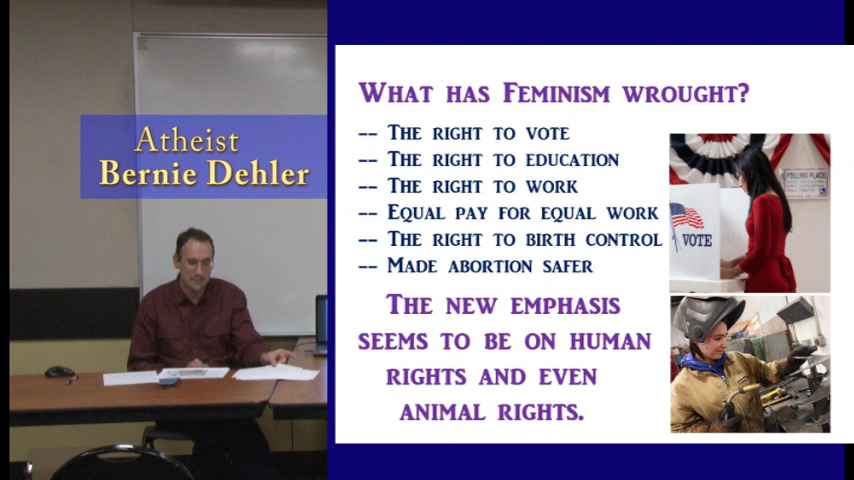 Atheist
Bernie Dehler
What has Feminism wrought?
-- The right to vote
-- The right to education
-- The right to work
-- Equal pay for equal work
-- The right to birth control
-- Made abortion safer
The new emphasis
seems to be on human
rights and even
animal rights.
POLLING PLACE
VOTE